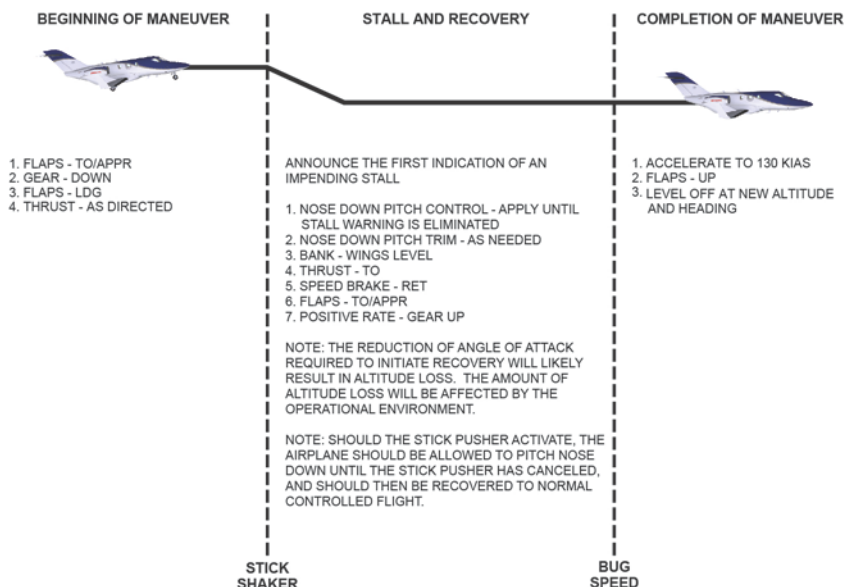 BEGINNING OF MANEUVER
STALL AND RECOVERY
COMPLETION OF MANEUVER
1. FLAPS - TO/APPR
2. GEAR - DOWN
3. FLAPS - LDG
4. THRUST - AS DIRECTED
ANNOUNCE THE FIRST INDICATION OF AN
IMPENDING STALL
1. NOSE DOWN PITCH CONTROL - APPLY UNTIL
STALL WARNING IS ELIMINATED
2. NOSE DOWN PITCH TRIM - AS NEEDED
3. BANK - WINGS LEVEL
4. THRUST - TO
5. SPEED BRAKE - RET
6. FLAPS - TO/APPR
7. POSITIVE RATE - GEAR UP
NOTE: THE REDUCTION OF ANGLE OF ATTACK
REQUIRED TO INITIATE RECOVERY WILL LIKELY
RESULT IN ALTITUDE LOSS. THE AMOUNT OF
ALTITUDE LOSS WILL BE AFFECTED BY THE
OPERATIONAL ENVIRONMENT.
NOTE: SHOULD THE STICK PUSHER ACTIVATE, THE
AIRPLANE SHOULD BE ALLOWED TO PITCH NOSE
DOWN UNTIL THE STICK PUSHER HAS CANCELED,
AND SHOULD THEN BE RECOVERED TO NORMAL
CONTROLLED FLIGHT.
1. ACCELERATE TO 130 KIAS
2. FLAPS - UP
3. LEVEL OFF AT NEW ALTITUDE
AND HEADING
STICK
SHAKER
BUG
SPEED